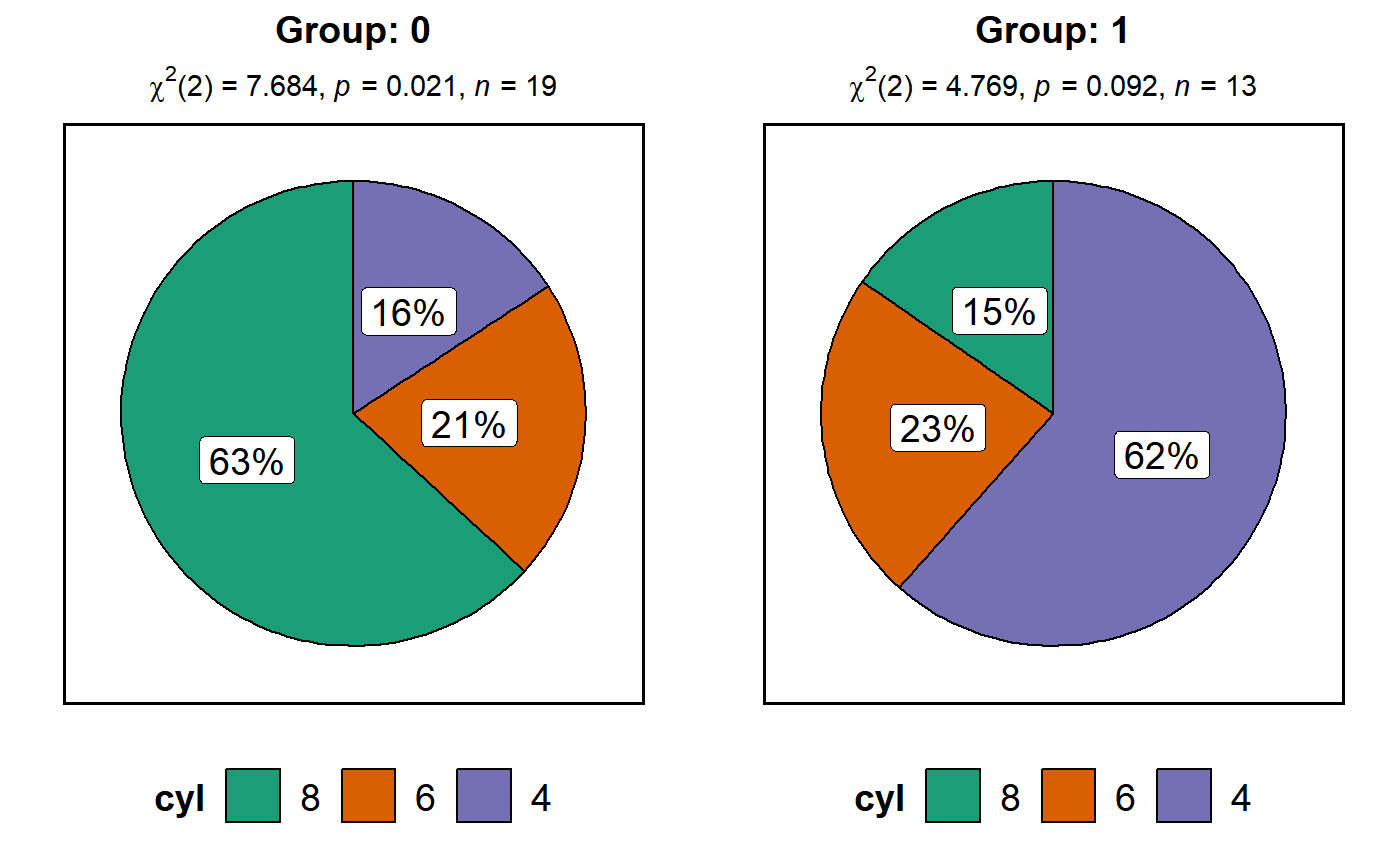 Group: 0
χ²(2) = 7.684, p = 0.021, n = 19
16%
21%
63%
cyl 8 6 4
Group: 1
χ²(2) = 4.769, p = 0.092, n = 13
15%
23%
62%
cyl 8 6 4